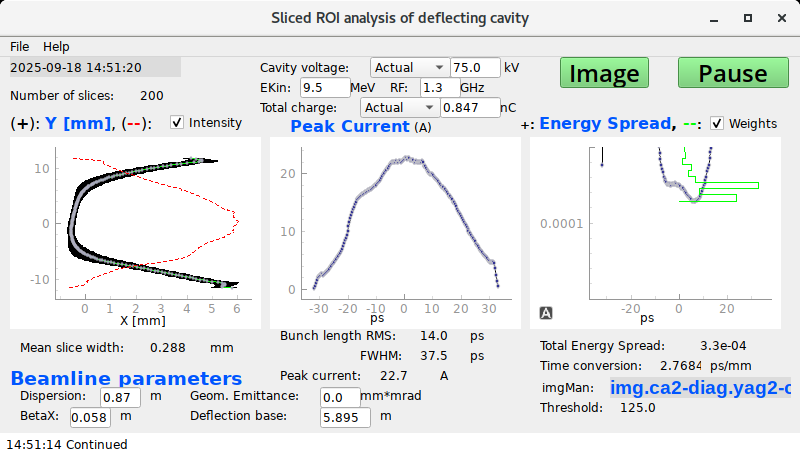 Sliced ROI analysis of deflecting cavity
File Help
2025-09-18 14:51:20
Number of slices: 200
Cavity voltage: Actual 75.0 kV
EKin: 9.5 MeV RF: 1.3 GHz
Total charge: Actual 0.847 nC
Image Pause
(+): Y [mm], (--): Intensity
Peak Current (A)
+: Energy Spread, --: Weights
10
0
-10
0 1 2 3 4 5 6
X [mm]
20
10
0
-30 -20 -10 0 10 20 30
ps
0.0001
A
-20 0 20
ps
Mean slice width: 0.288 mm
Bunch length RMS: 14.0 ps
FWHM: 37.5 ps
Peak current: 22.7 A
Total Energy Spread: 3.3e-04
Time conversion: 2.7684 ps/mm
imgMan: img.ca2-diag.yag2-c
Threshold: 125.0
Beamline parameters
Dispersion: 0.87 m Geom. Emittance: 0.0 mm*mrad
BetaX: 0.058 m Deflection base: 5.895 m
14:51:14 Continued